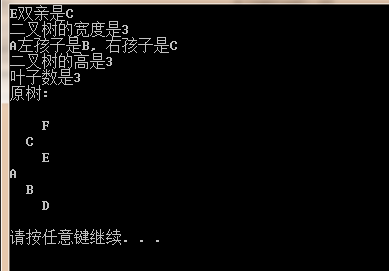 E双亲是C
二叉树的宽度是3
A左孩子是B，右孩子是C
二叉树的高是3
叶子数是3
原树：
F
C
E
A
B
D
请按任意键继续. . .